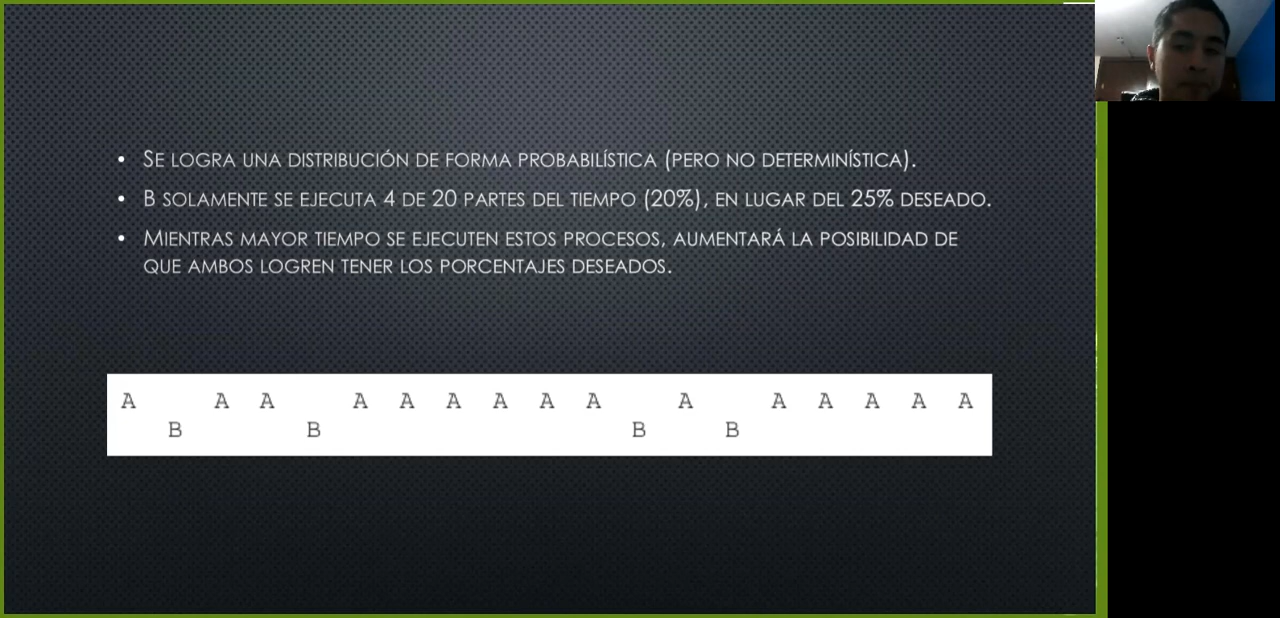 • Se logra una distribución de forma probabilística (pero no determinística).
• B solamente se ejecuta 4 de 20 partes del tiempo (20%), en lugar del 25% deseado.
• Mientras mayor tiempo se ejecuten estos procesos, aumentará la posibilidad de
que ambos logren tener los porcentajes deseados.
A A A A A A A A A A A A A A A A
B B B B